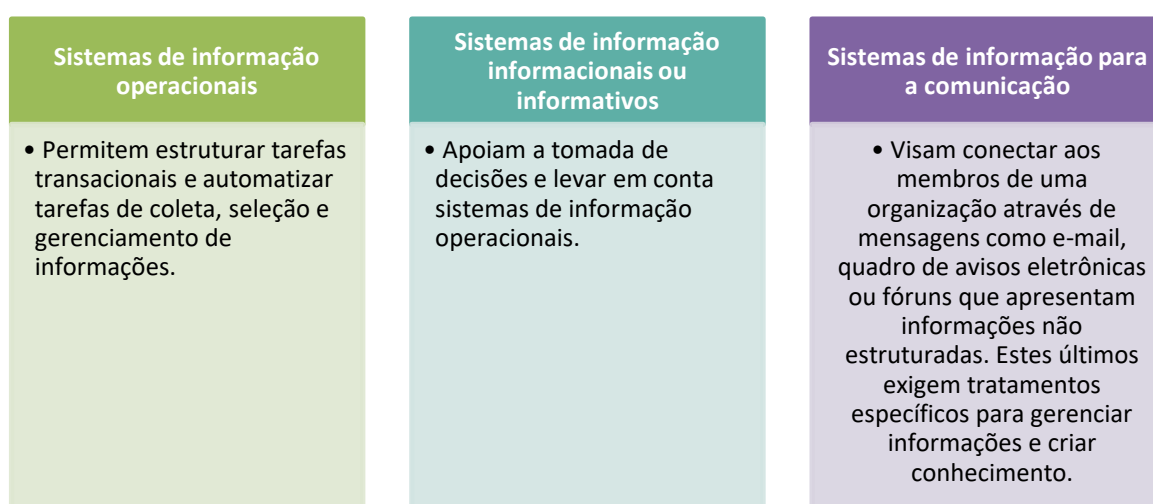 Sistemas de informação
operacionais
• Permitem estruturar tarefas
transacionais e automatizar
tarefas de coleta, seleção e
gerenciamento de
informações.
Sistemas de informação
informacionais ou
informativos
• Apoiam a tomada de
decisões e levar em conta
sistemas de informação
operacionais.
Sistemas de informação para
a comunicação
• Visam conectar aos
membros de uma
organização através de
mensagens como e-mail,
quadro de avisos eletrônicas
ou fóruns que apresentam
informações não
estruturadas. Estes últimos
exigem tratamentos
específicos para gerenciar
informações e criar
conhecimento.